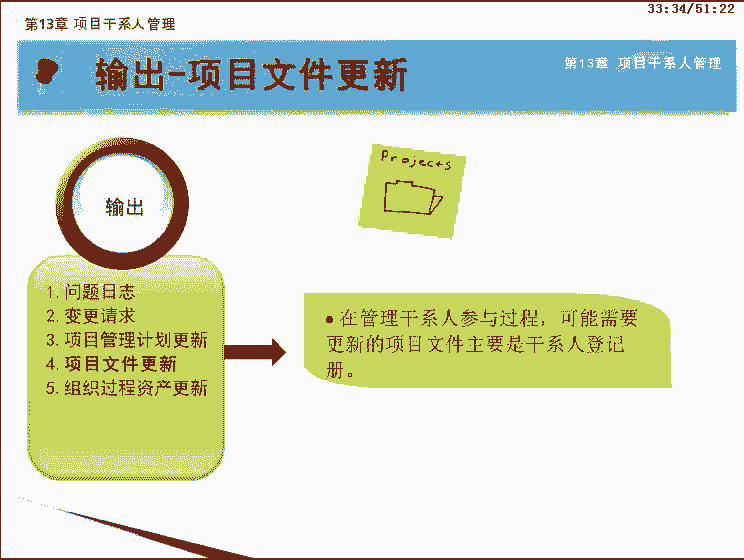 33:34/51:22
第13章 项目干系人管理
输出-项目文件更新
第13章 项目干系人管理
Projects
输出
1. 问题日志
2. 变更请求
3. 项目管理计划更新
4. 项目文件更新
5. 组织过程资产更新
● 在管理干系人参与过程，可能需要
更新的项目文件主要是干系人登记
册。